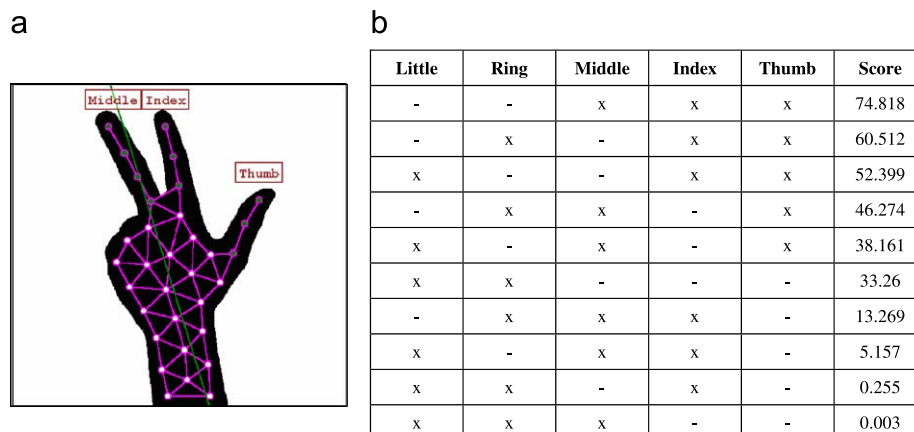 a
b
Middle Index
Thumb
Little Ring Middle Index Thumb Score
- - x x x 74.818
- x - x x 60.512
x - - x x 52.399
- x x - x 46.274
x - x - x 38.161
x x - - - 33.26
- x x x - 13.269
x - x x - 5.157
x x - x - 0.255
x x x - - 0.003